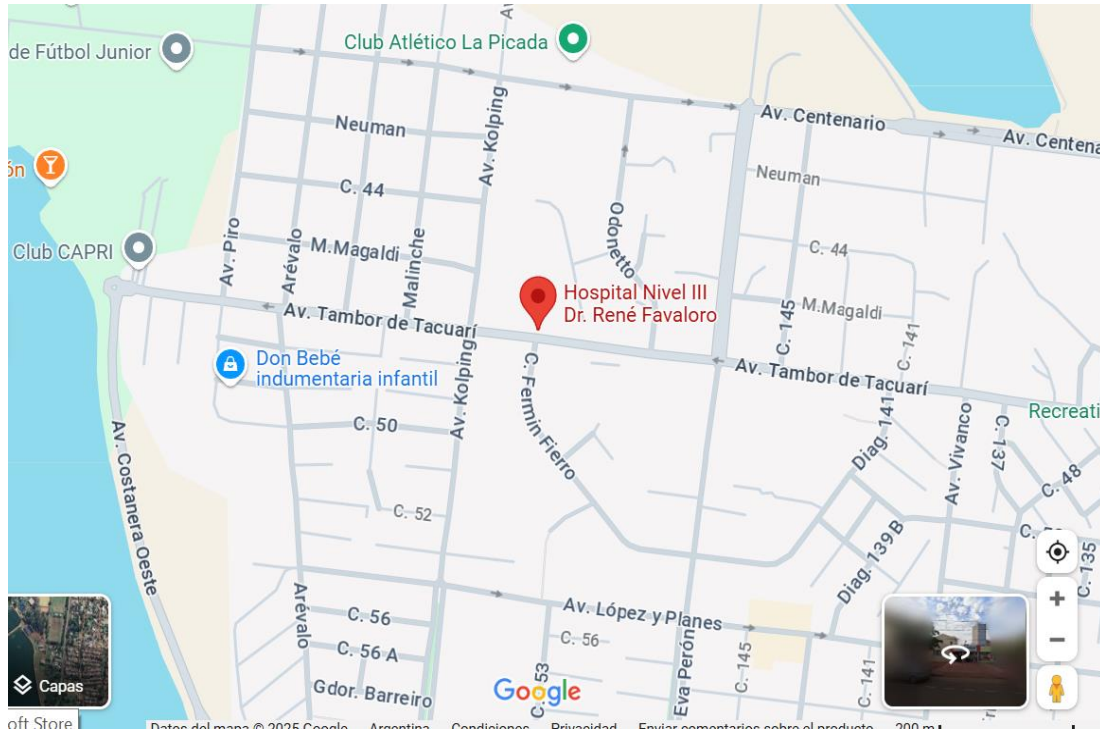 Av
Club Atlético La Picada
de Fútbol Junior
Av. Centenario
Av. Centena
Neuman
Av. Kolping
Neuman
ón
C. 44
Odonetto
C. 44
Av. Piro
Arévalo
M.Magaldi
Malinche
Club CAPRI
Hospital Nivel III
Dr. René Favaloro
C. 145
M.Magaldi
C. 141
Av. Tambor de Tacuarí
Don Bebé
indumentaria infantil
Av. Kolping
C. Fermín Fierro
Av. Tambor de Tacuarí
Recreati
Av. Costanera Oeste
C. 50
Diag. 141
Av. Vivanco
C. 137
C. 48
C. 52
Diag. 139B
C. 135
Arévalo
C. 56
Av. López y Planes
C. 56
C. 56 A
Eva Perón
C. 145
C. 141
Gdor. Barreiro
C. 53
Capas
Google
oft Store
Datos del mapa © 2025 Google Argentina Condiciones Privacidad Enviar comentarios sobre el producto 200 m